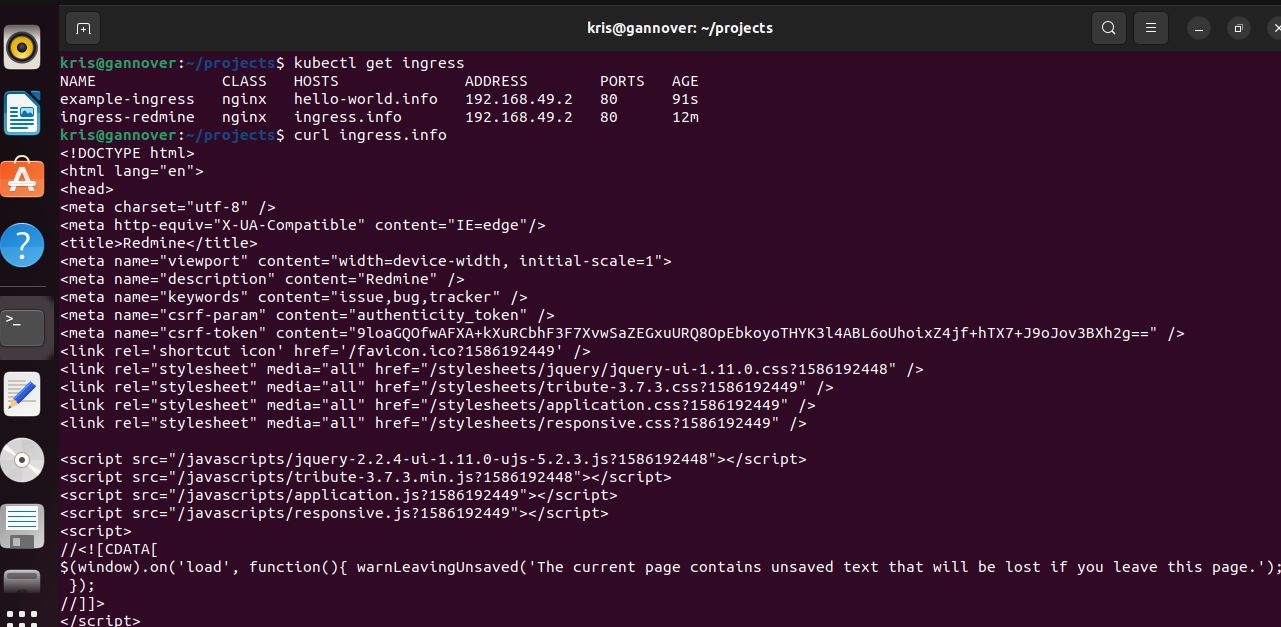 kris@gannover: ~/projects
kris@gannover:~/projects$ kubectl get ingress
NAME CLASS HOSTS ADDRESS PORTS AGE
example-ingress nginx hello-world.info 192.168.49.2 80 91s
ingress-redmine nginx ingress.info 192.168.49.2 80 12m
kris@gannover:~/projects$ curl ingress.info
<!DOCTYPE html>
<html lang="en">
<head>
<meta charset="utf-8" />
<meta http-equiv="X-UA-Compatible" content="IE=edge"/>
<title>Redmine</title>
<meta name="viewport" content="width=device-width, initial-scale=1">
<meta name="description" content="Redmine" />
<meta name="keywords" content="issue,bug,tracker" />
<meta name="csrf-param" content="authenticity_token" />
<meta name="csrf-token" content="9loaGQOfwAFXA+kXuRCbhF3F7XvwSaZEGxuURQ8OpEbkoyoTHYK3l4ABL6oUhoixZ4jf+hTX7+J9oJov3BXh2g==" />
<link rel='shortcut icon' href='/favicon.ico?1586192449' />
<link rel="stylesheet" media="all" href="/stylesheets/jquery/jquery-ui-1.11.0.css?1586192448" />
<link rel="stylesheet" media="all" href="/stylesheets/tribute-3.7.3.css?1586192449" />
<link rel="stylesheet" media="all" href="/stylesheets/application.css?1586192449" />
<link rel="stylesheet" media="all" href="/stylesheets/responsive.css?1586192449" />
<script src="/javascripts/jquery-2.2.4-ui-1.11.0-ujs-5.2.3.js?1586192448"></script>
<script src="/javascripts/tribute-3.7.3.min.js?1586192448"></script>
<script src="/javascripts/application.js?1586192449"></script>
<script src="/javascripts/responsive.js?1586192449"></script>
<script>
//<![CDATA[
$(window).on('load', function(){ warnLeavingUnsaved('The current page contains unsaved text that will be lost if you leave this page.');
});
//]]>
</script>